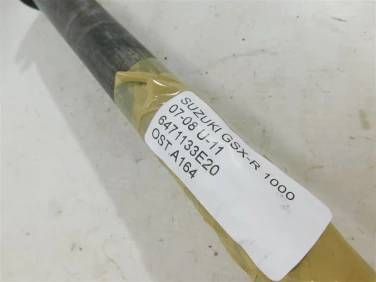 SUZUKI GSX-R 1000
07-08 U-11
6471133E20
OST A164